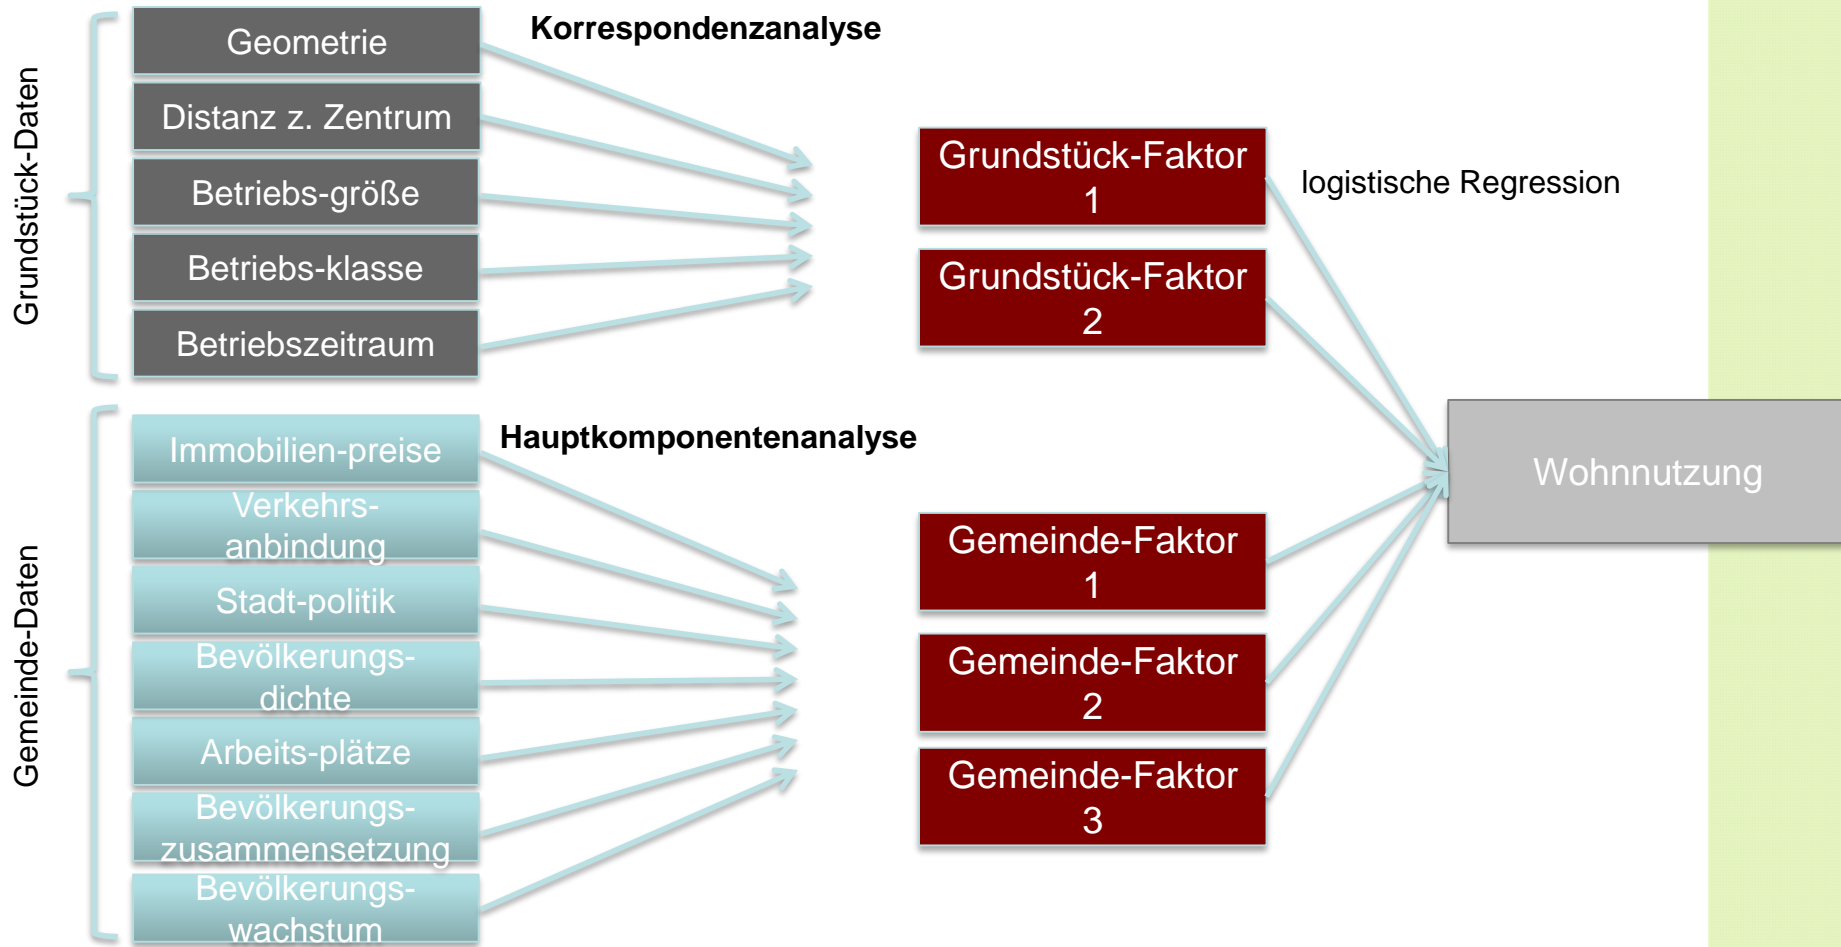 Grundstück-Daten
Geometrie
Distanz z. Zentrum
Betriebs-größe
Betriebs-klasse
Betriebszeitraum
Korrespondenzanalyse
Grundstück-Faktor
1
Grundstück-Faktor
2
logistische Regression
Gemeinde-Daten
Immobilien-preise
Verkehrs-
anbindung
Stadt-politik
Bevölkerungs-
dichte
Arbeits-plätze
Bevölkerungs-
zusammensetzung
Bevölkerungs-
wachstum
Hauptkomponentenanalyse
Gemeinde-Faktor
1
Gemeinde-Faktor
2
Gemeinde-Faktor
3
Wohnnutzung